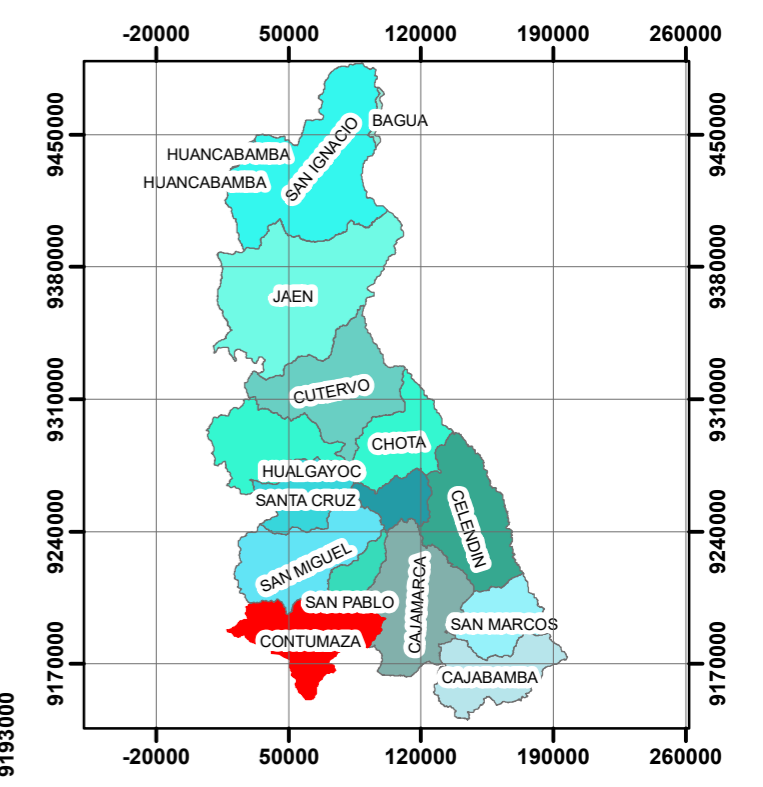 -20000 50000 120000 190000 260000
9450000 9450000
BAGUA
HUANCABAMBA
SAN IGNACIO
HUANCABAMBA
9380000 9380000
JAEN
9310000 9310000
CUTERVO
CHOTA
HUALGAYOC
SANTA CRUZ
CELENDIN
9240000 9240000
SAN MIGUEL
SAN PABLO
CAJAMARCA
SAN MARCOS
CONTUMAZA
9170000 9170000
CAJABAMBA
9193000
-20000 50000 120000 190000 260000